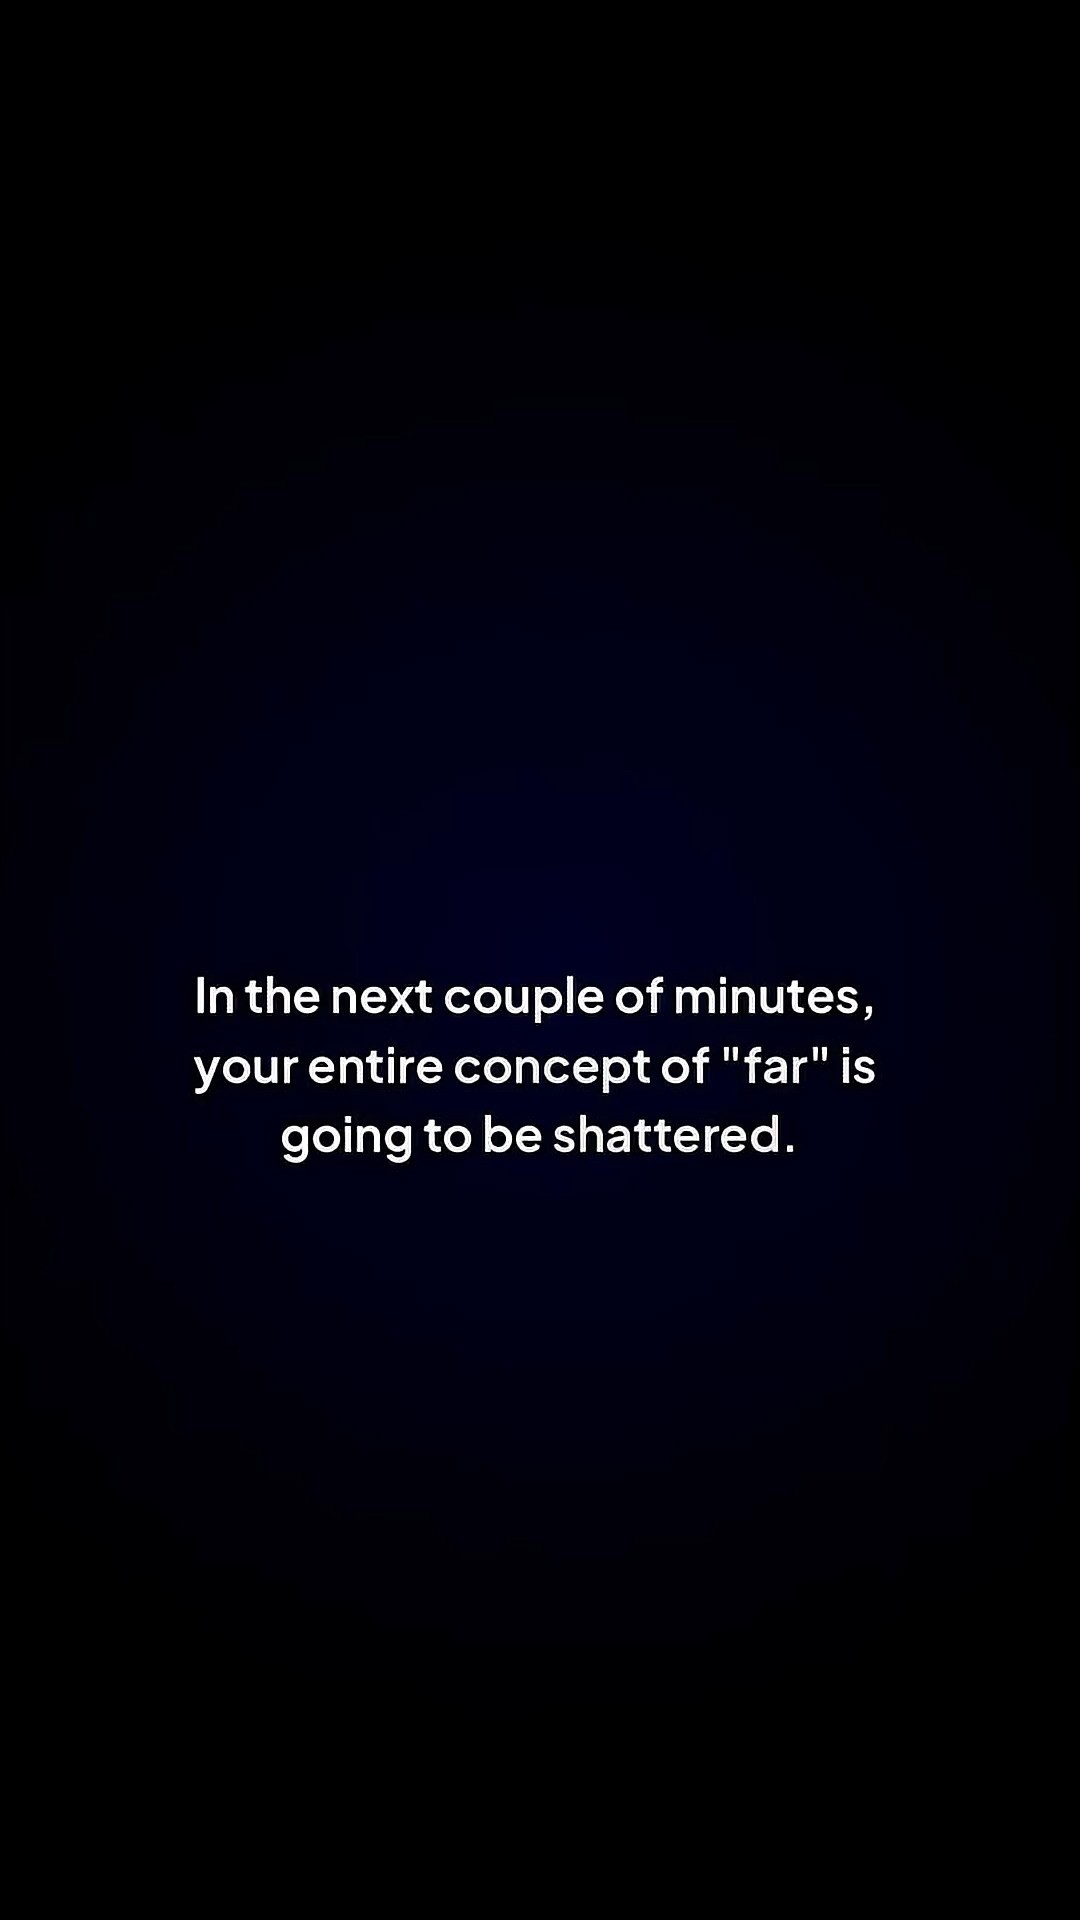 In the next couple of minutes,
your entire concept of "far" is
going to be shattered.